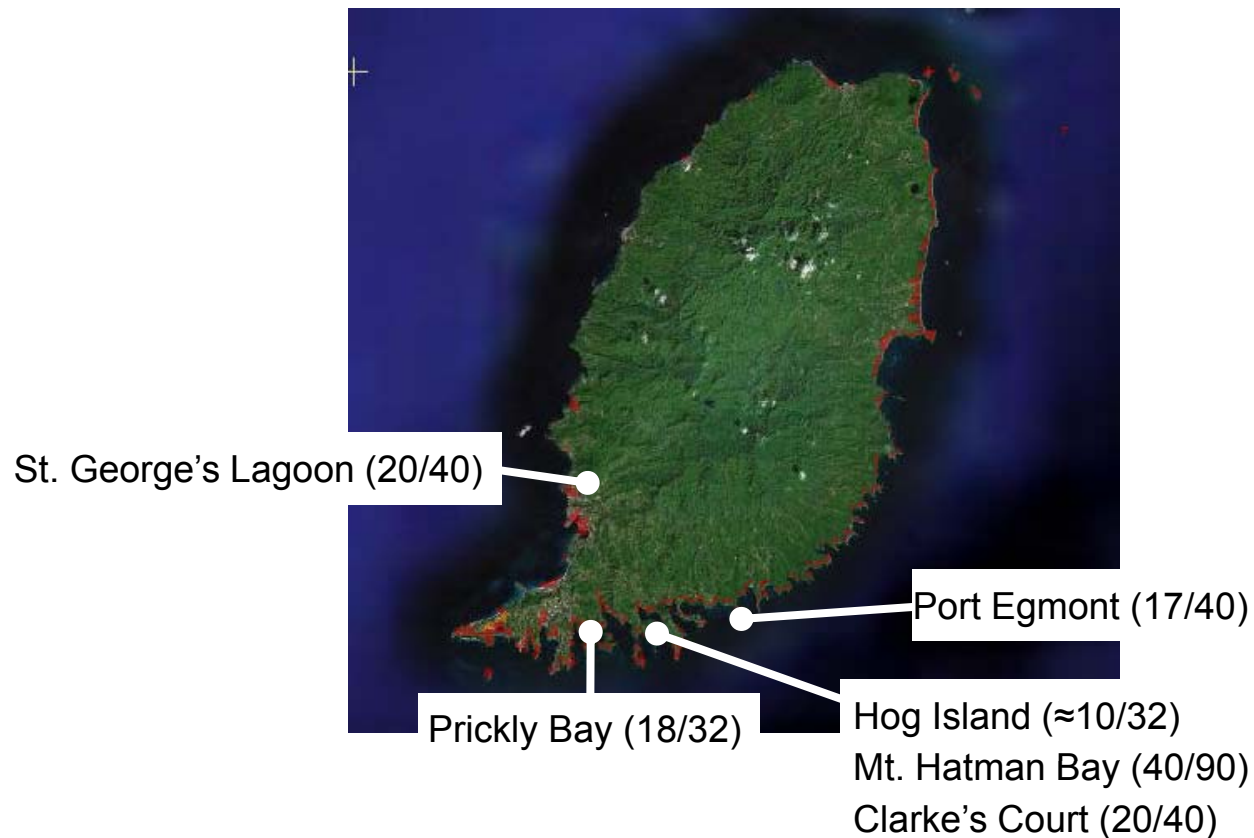 St. George’s Lagoon (20/40)
Port Egmont (17/40)
Prickly Bay (18/32)
Hog Island (≈10/32)
Mt. Hatman Bay (40/90)
Clarke’s Court (20/40)